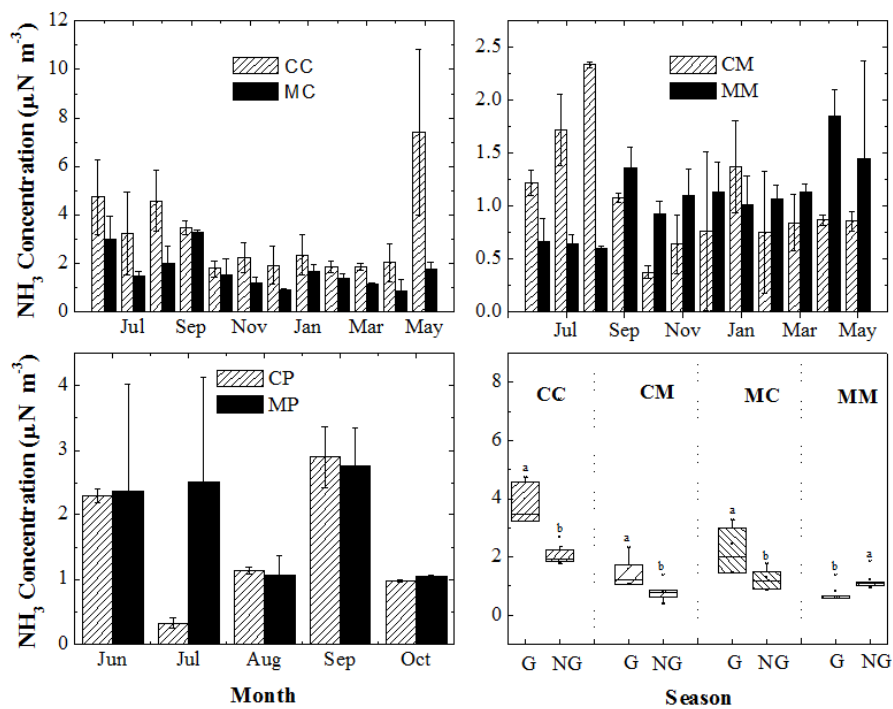 NH3 Concentration (μN m-3)
12
10
8
6
4
2
0
CC
MC
Jul Sep Nov Jan Mar May
2.5
2.0
1.5
1.0
0.5
0.0
CM
MM
Jul Sep Nov Jan Mar May
NH3 Concentration (μN m-3)
4
3
2
1
0
CP
MP
Jun Jul Aug Sep Oct
Month
8
6
4
2
0
CC CM MC MM
a b a b a b b a
G NG G NG G NG G NG
Season